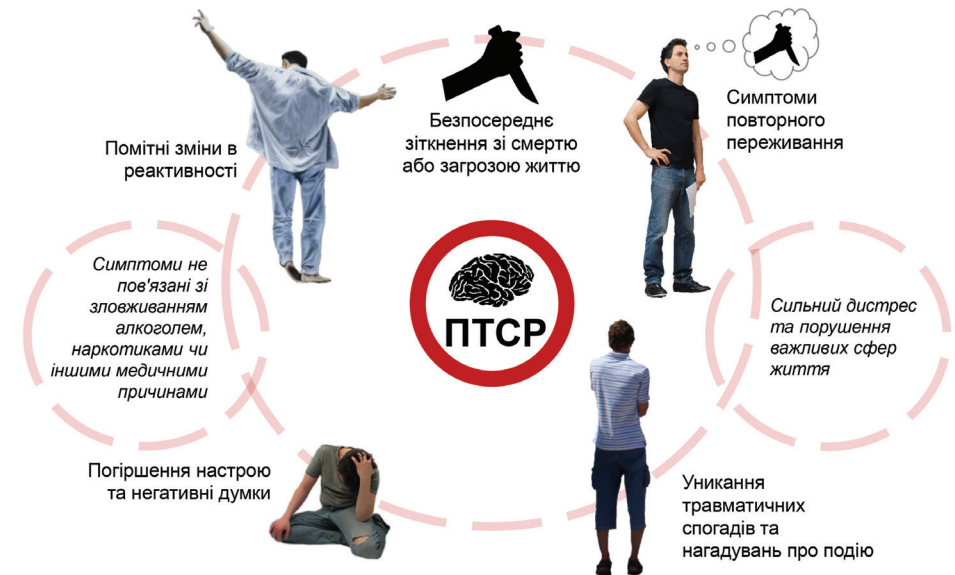 Безпосереднє
зіткнення зі смертю
або загрозою життю
Симптоми
повторного
переживання
Помітні зміни в
реактивності
Симптоми не
пов'язані зі
зловживанням
алкоголем,
наркотиками чи
іншими медичними
причинами
ПТСР
Сильний дистрес
та порушення
важливих сфер
життя
Погіршення настрою
та негативні думки
Уникання
травматичних
спогадів та
нагадувань про подію